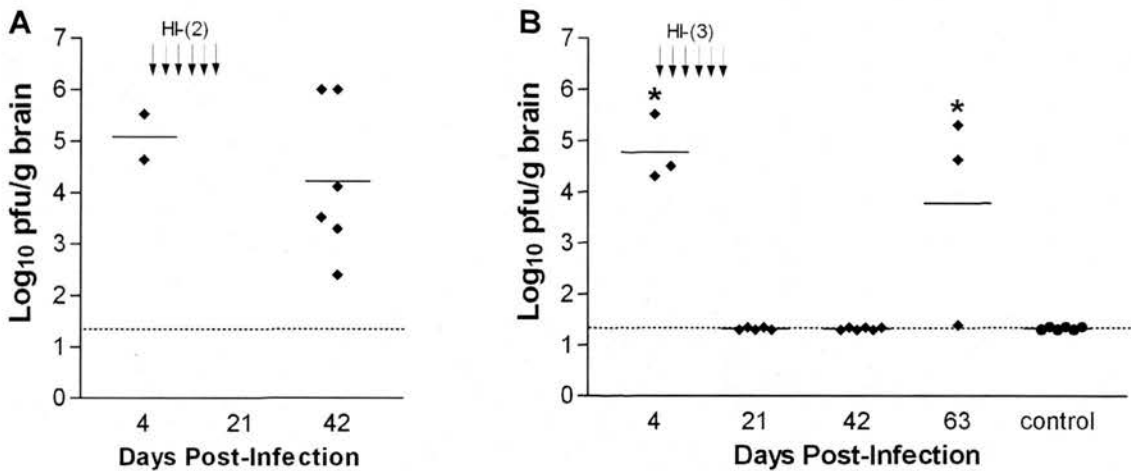 A
HI-(2)
7
6
5
4
3
2
1
0
Log10 pfu/g brain
4 21 42
Days Post-Infection
B
HI-(3)
7
6
5
4
3
2
1
0
Log10 pfu/g brain
*
*
4 21 42 63 control
Days Post-Infection